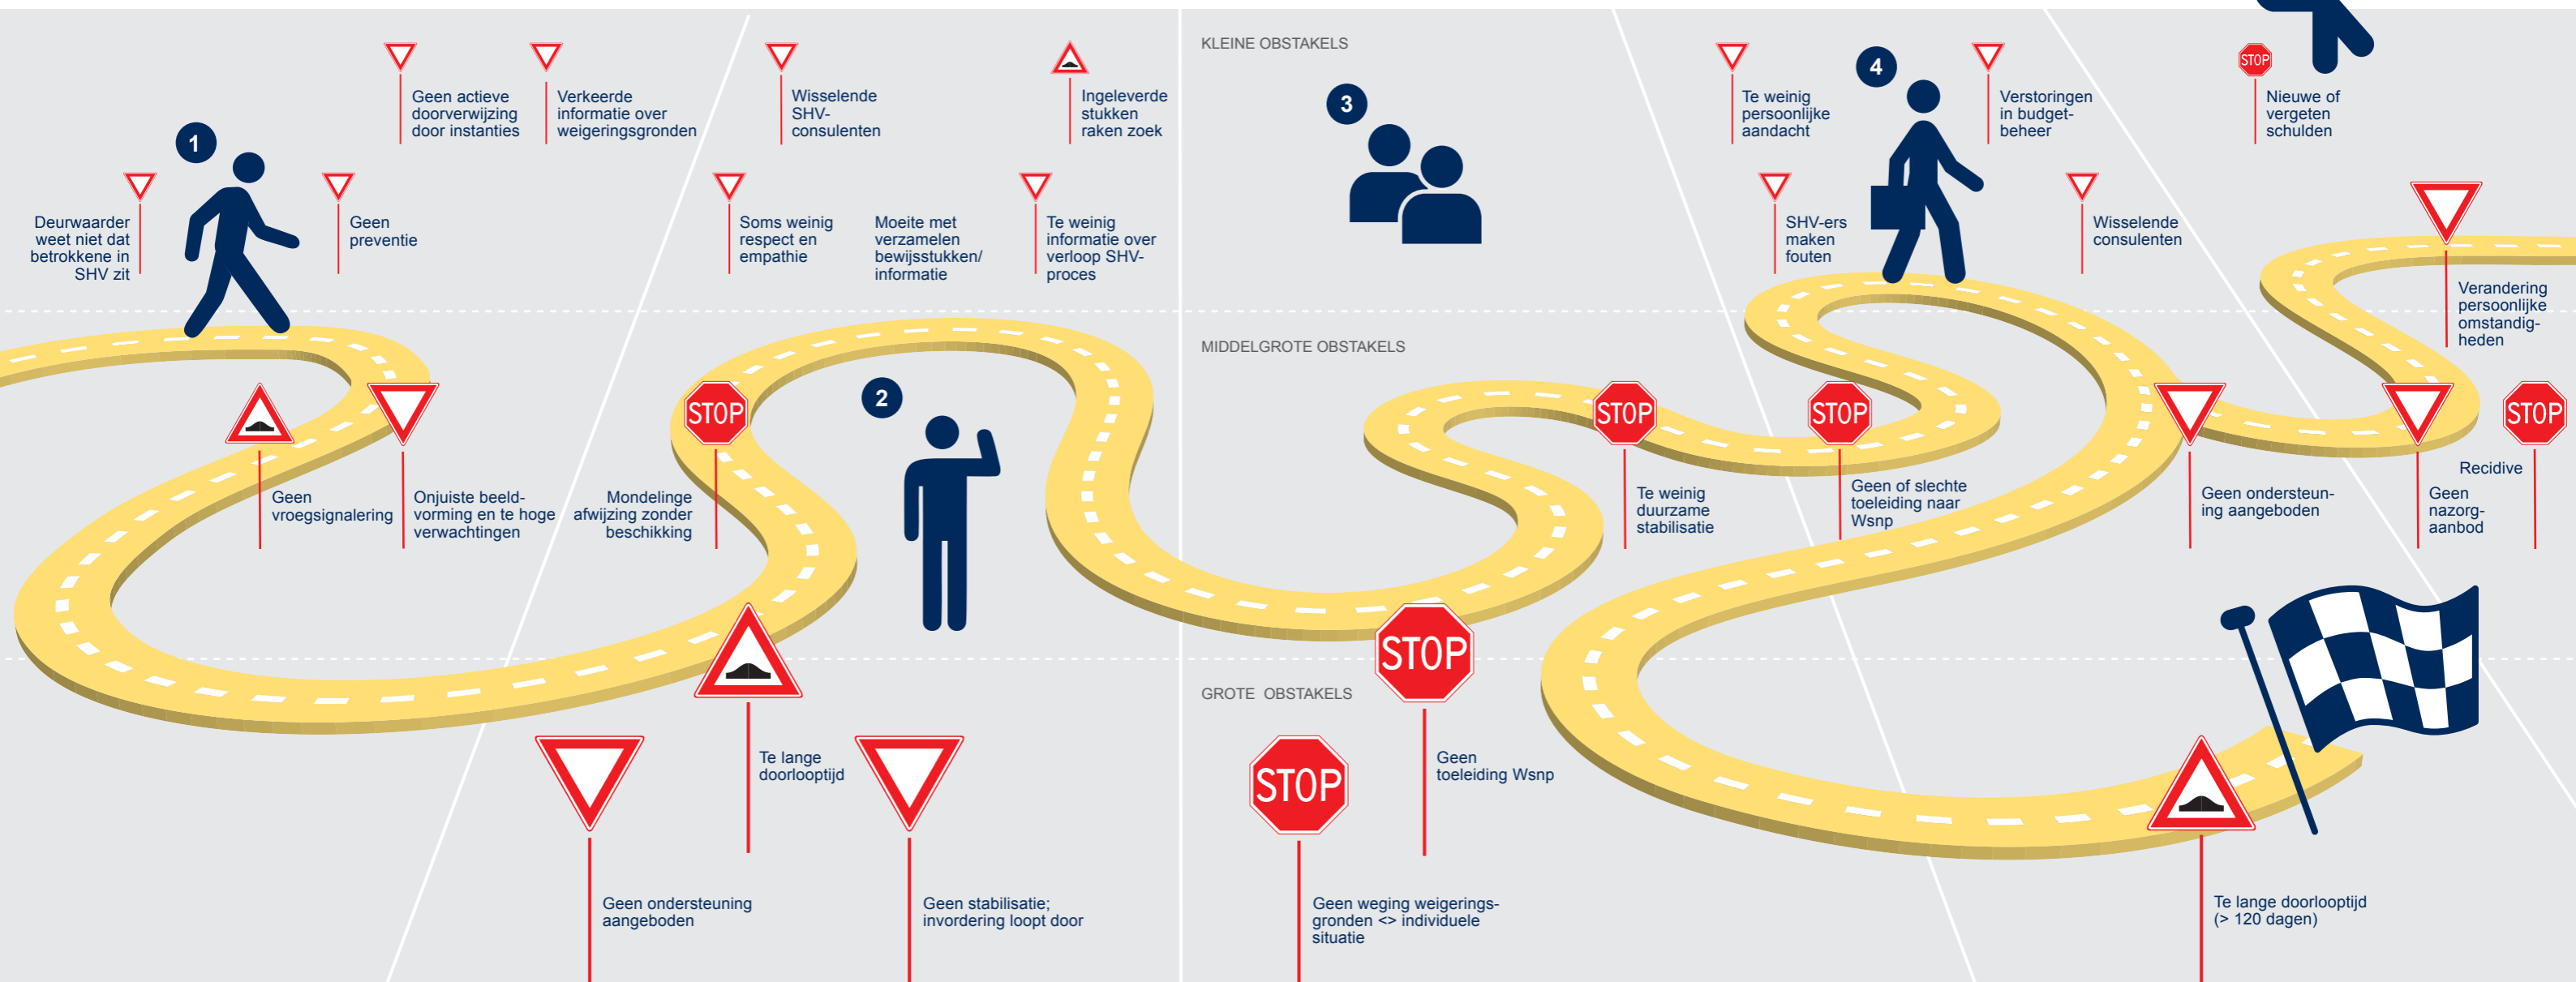 KLEINE OBSTAKELS
1
Deurwaarder
weet niet dat
betrokkene in
SHV zit
Geen
preventie
Geen actieve
doorverwijzing
door instanties
Verkeerde
informatie over
weigeringsgronden
Wisselende
SHV-
consulenten
Ingeleverde
stukken
raken zoek
Soms weinig
respect en
empathie
Moeite met
verzamelen
bewijsstukken/
informatie
Te weinig
informatie over
verloop SHV-
proces
3
Te weinig
persoonlijke
aandacht
4
Verstoringen
in budget-
beheer
SHV-ers
maken
fouten
Wisselende
consulenten
STOP
Nieuwe of
vergeten
schulden
Verandering
persoonlijke
omstandig-
heden
MIDDELGROTE OBSTAKELS
Geen
vroegsignalering
Onjuiste beeld-
vorming en te hoge
verwachtingen
STOP
Mondelinge
afwijzing zonder
beschikking
2
STOP
Te weinig
duurzame
stabilisatie
STOP
Geen of slechte
toeleiding naar
Wsnp
Geen ondersteun-
ing aangeboden
Geen
nazorg-
aanbod
STOP
Recidive
GROTE OBSTAKELS
Geen ondersteuning
aangeboden
Te lange
doorlooptijd
Geen stabilisatie;
invordering loopt door
STOP
Geen
toeleiding Wsnp
STOP
Geen weging weigerings-
gronden <> individuele
situatie
Te lange doorlooptijd
(> 120 dagen)